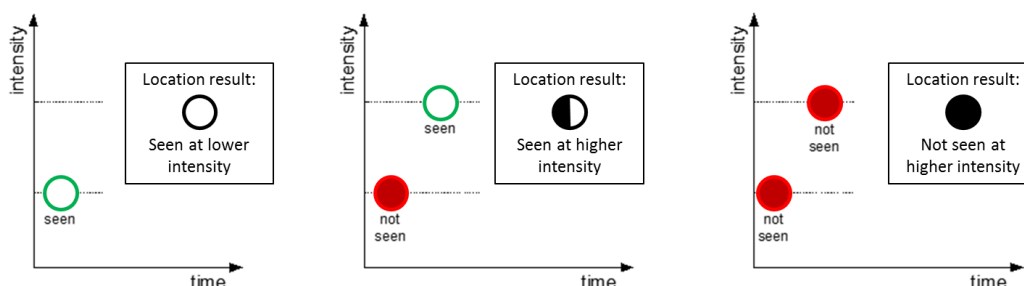 intensity
Location result:
Seen at lower
intensity
seen
time
intensity
seen
Location result:
Seen at higher
intensity
not
seen
time
intensity
not
seen
Location result:
Not seen at
higher intensity
not
seen
time